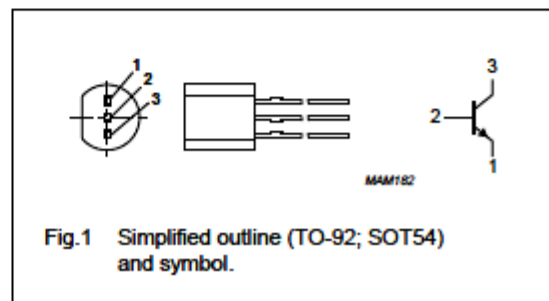 1
2
3
3
2
1
MAM182
Fig.1 Simplified outline (TO-92; SOT54)
and symbol.